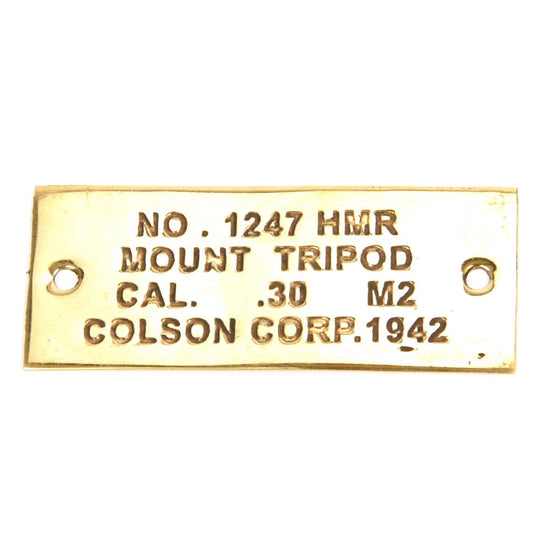 NO . 1247 HMR
MOUNT TRIPOD
CAL. .30 M2
COLSON CORP.1942